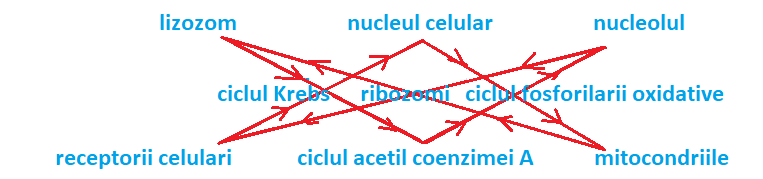 lizozom nucleul celular nucleolul
ciclul Krebs ribozomi ciclul fosforilarii oxidative
receptorii celulari ciclul acetil coenzimei A mitocondriile